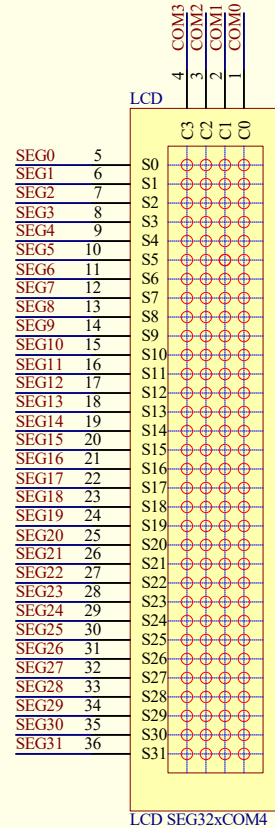 COM3
COM2
COM1
COM0
4
3
2
1
LCD
C3
C2
C1
C0
SEG0 5 S0
SEG1 6 S1
SEG2 7 S2
SEG3 8 S3
SEG4 9 S4
SEG5 10 S5
SEG6 11 S6
SEG7 12 S7
SEG8 13 S8
SEG9 14 S9
SEG10 15 S10
SEG11 16 S11
SEG12 17 S12
SEG13 18 S13
SEG14 19 S14
SEG15 20 S15
SEG16 21 S16
SEG17 22 S17
SEG18 23 S18
SEG19 24 S19
SEG20 25 S20
SEG21 26 S21
SEG22 27 S22
SEG23 28 S23
SEG24 29 S24
SEG25 30 S25
SEG26 31 S26
SEG27 32 S27
SEG28 33 S28
SEG29 34 S29
SEG30 35 S30
SEG31 36 S31
LCD SEG32xCOM4